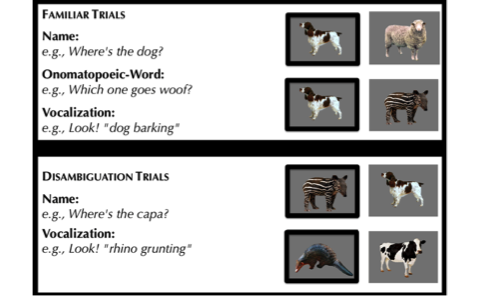 FAMILIAR TRIALS
Name:
e.g., Where's the dog?
Onomatopoeic-Word:
e.g., Which one goes woof?
Vocalization:
e.g., Look! "dog barking"
DISAMBIGUATION TRIALS
Name:
e.g., Where's the capa?
Vocalization:
e.g., Look! "rhino grunting"